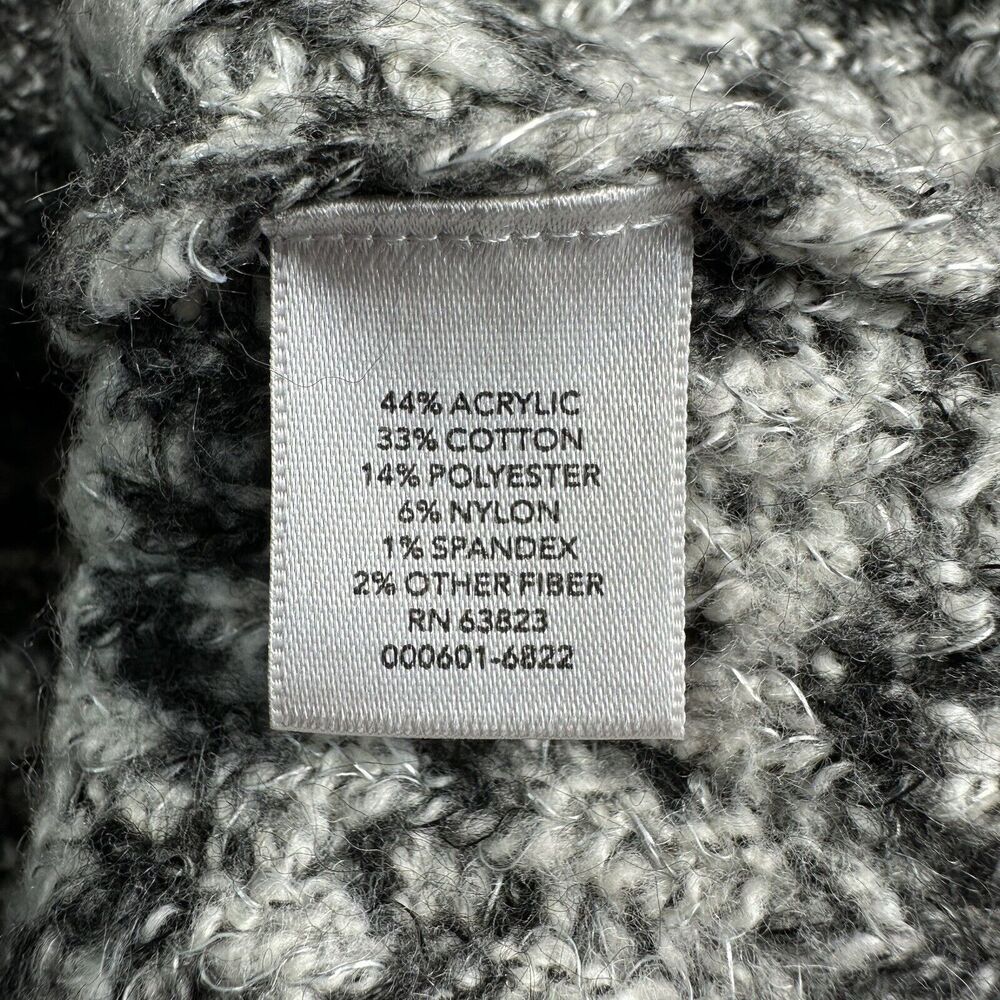 44% ACRYLIC
33% COTTON
14% POLYESTER
6% NYLON
1% SPANDEX
2% OTHER FIBER
RN 63823
000601-6822